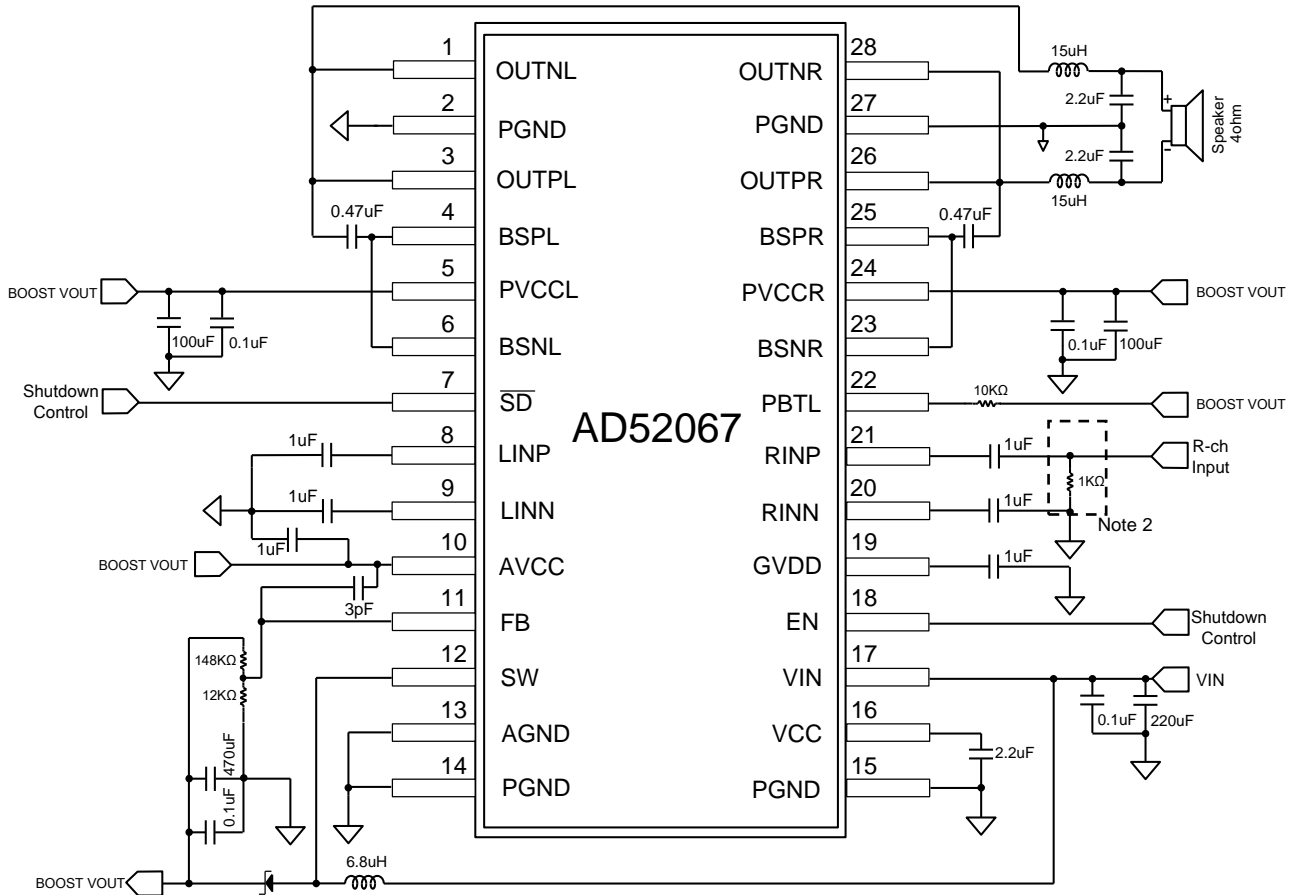 1
28
OUTNL
OUTNR
15uH
2
27
2.2uF
+
PGND
PGND
Speaker
4ohm
3
26
2.2uF
-
OUTPL
OUTPR
15uH
0.47uF
4
25
0.47uF
BSPL
BSPR
5
24
BOOST VOUT
PVCCL
PVCCR
BOOST VOUT
100uF
0.1uF
6
23
0.1uF
100uF
BSNL
BSNR
Shutdown
Control
7
22
10KΩ
SD
PBTL
BOOST VOUT
AD52067
1uF
8
21
1uF
R-ch
Input
LINP
RINP
1KΩ
1uF
9
20
1uF
LINN
RINN
Note 2
1uF
10
19
1uF
BOOST VOUT
AVCC
GVDD
3pF
11
18
FB
EN
Shutdown
Control
148KΩ
12
17
12KΩ
SW
VIN
VIN
13
16
0.1uF
220uF
AGND
VCC
470uF
14
15
2.2uF
PGND
PGND
0.1uF
6.8uH
BOOST VOUT